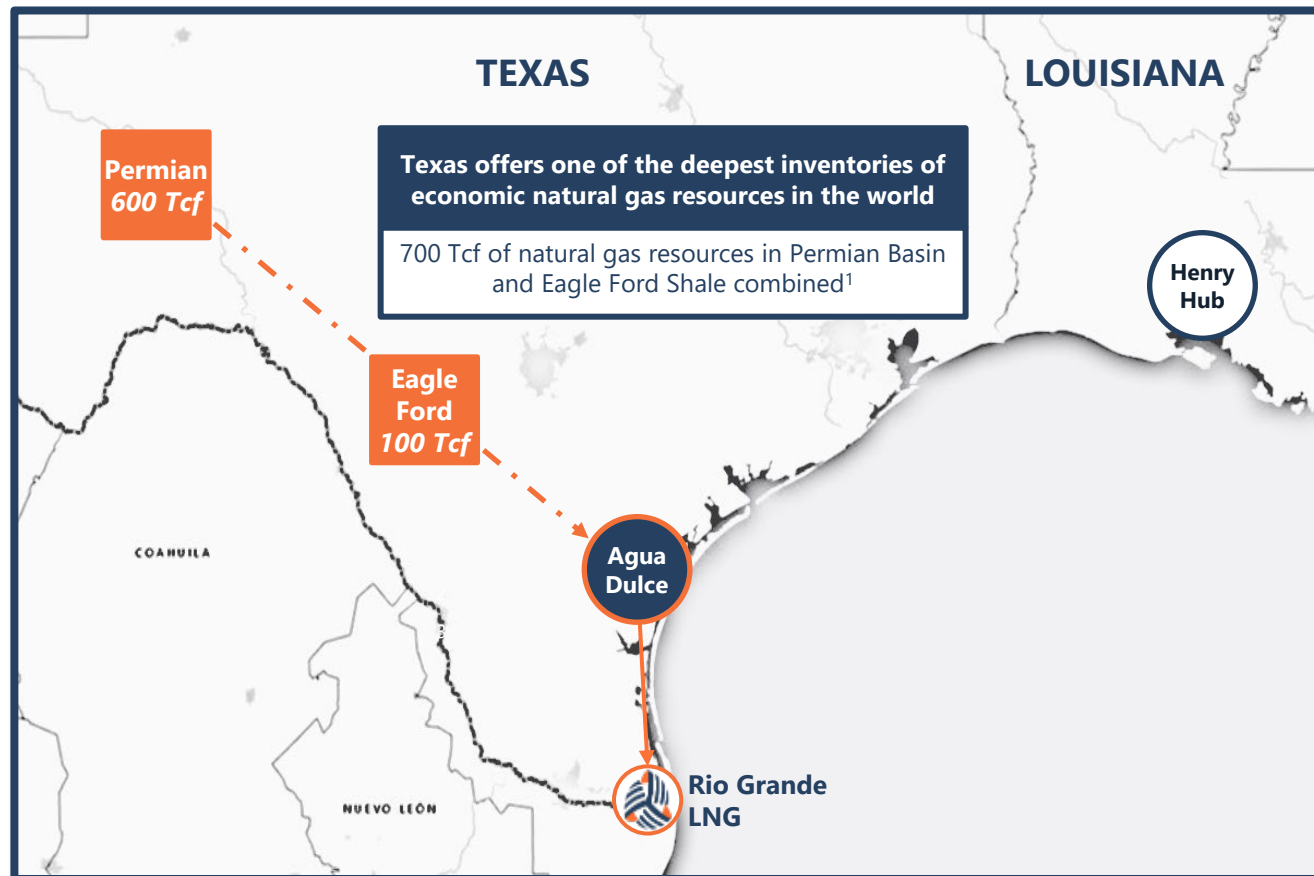 TEXAS
LOUISIANA
Permian
600 Tcf
Texas offers one of the deepest inventories of
economic natural gas resources in the world
700 Tcf of natural gas resources in Permian Basin
and Eagle Ford Shale combined¹
Henry
Hub
Eagle
Ford
100 Tcf
COAHUILA
Agua
Dulce
NUEVO LEÓN
Rio Grande
LNG